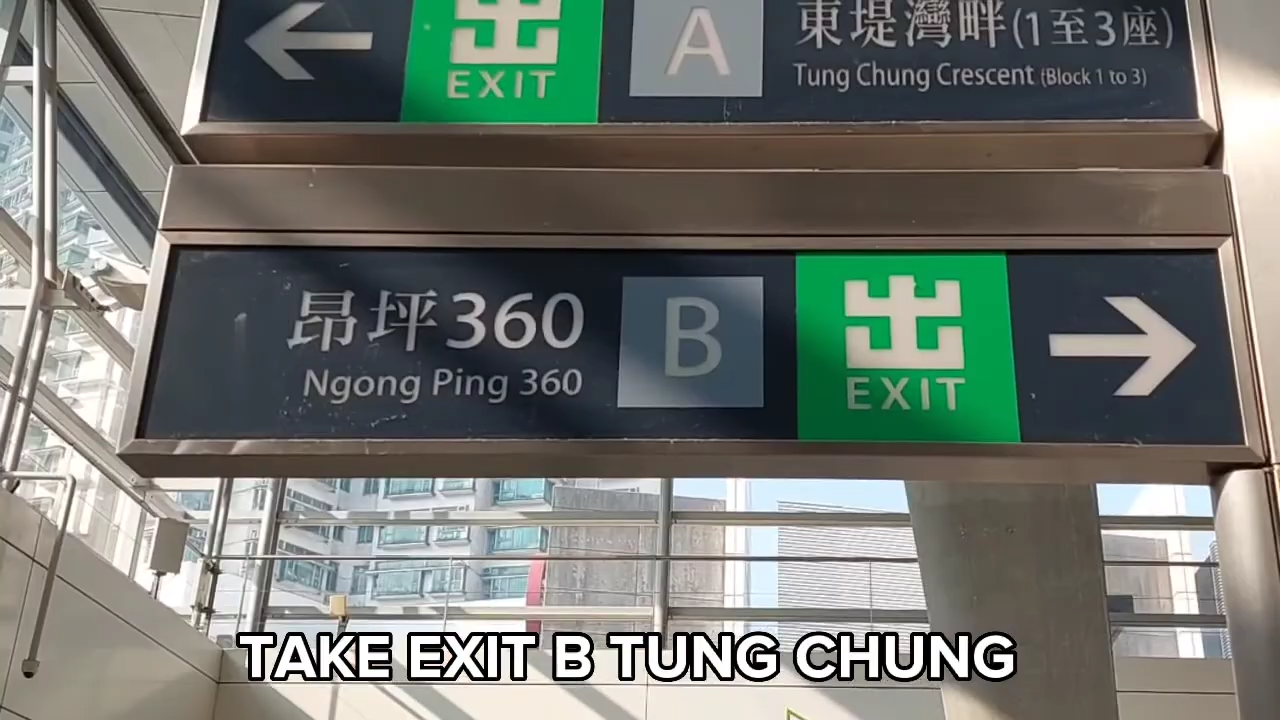 出
EXIT
A
東堤灣畔(1至3座)
Tung Chung Crescent (Block 1 to 3)
昂坪360
Ngong Ping 360
B
出
EXIT
TAKE EXIT B TUNG CHUNG